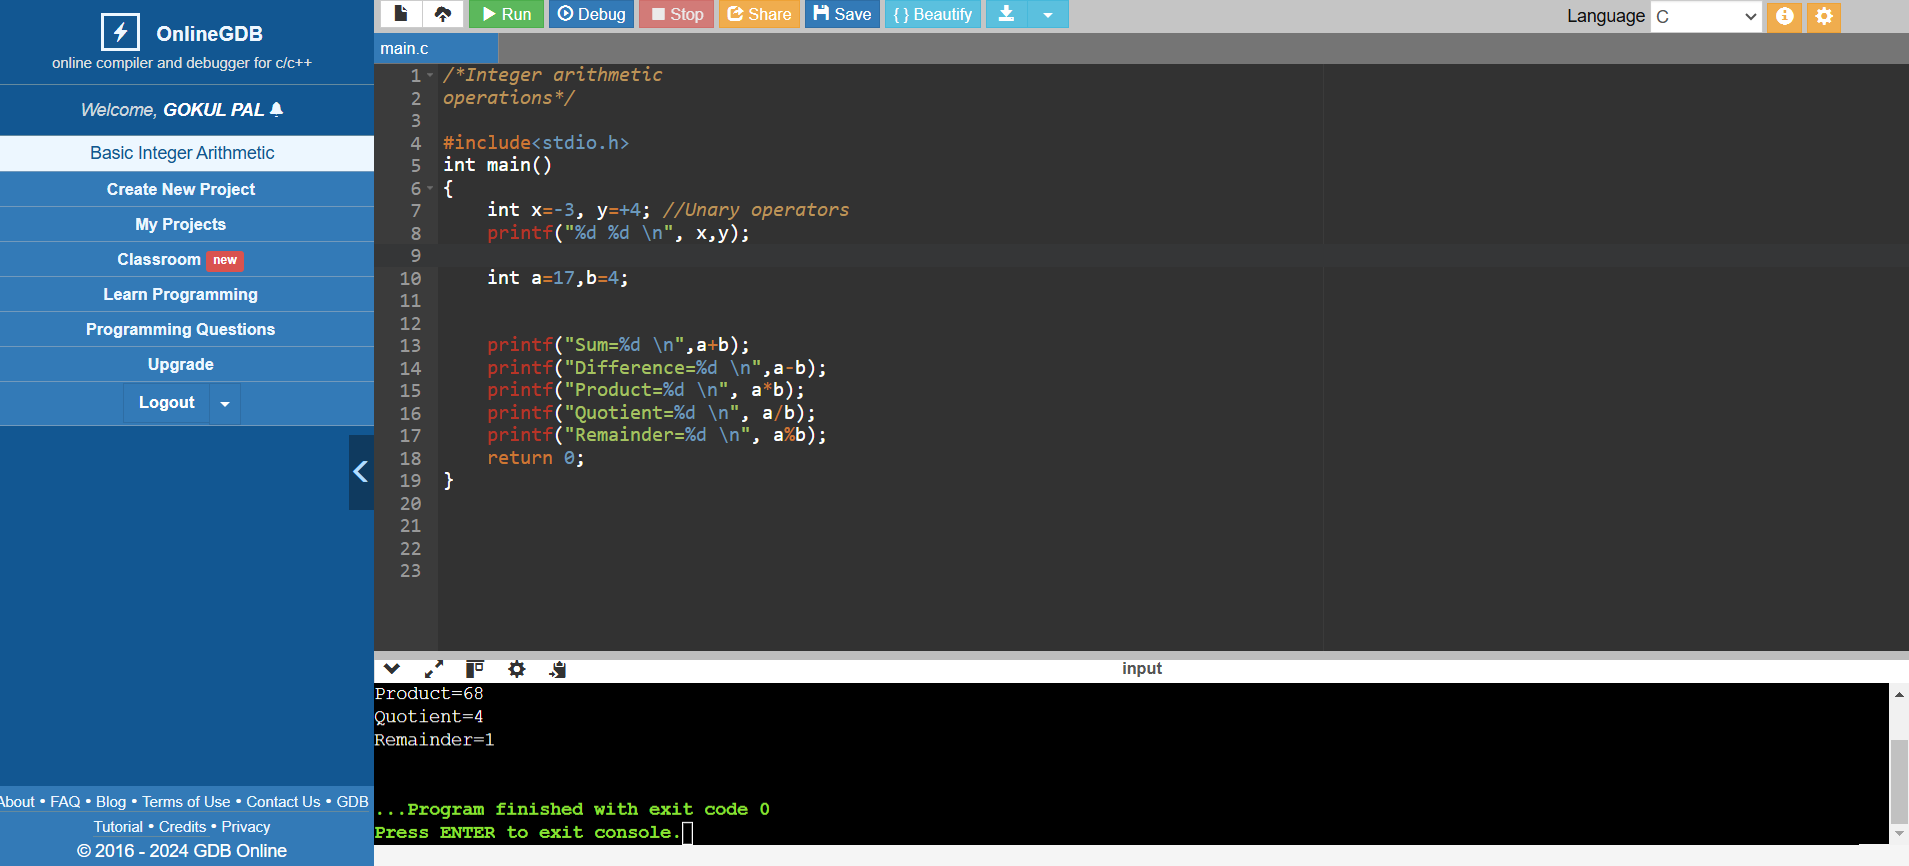 OnlineGDB
online compiler and debugger for c/c++
Welcome, GOKUL PAL
Basic Integer Arithmetic
Create New Project
My Projects
Classroom new
Learn Programming
Programming Questions
Upgrade
Logout
About • FAQ • Blog • Terms of Use • Contact Us • GDB
Tutorial • Credits • Privacy
© 2016 - 2024 GDB Online
Run Debug Stop Share Save { } Beautify
Language C
main.c
1 /*Integer arithmetic
2 operations*/
3
4 #include<stdio.h>
5 int main()
6 {
7     int x=-3, y=+4; //Unary operators
8     printf("%d %d \n", x,y);
9
10     int a=17,b=4;
11
12
13     printf("Sum=%d \n",a+b);
14     printf("Difference=%d \n",a-b);
15     printf("Product=%d \n", a*b);
16     printf("Quotient=%d \n", a/b);
17     printf("Remainder=%d \n", a%b);
18     return 0;
19 }
20
21
22
23
input
Product=68
Quotient=4
Remainder=1
...Program finished with exit code 0
Press ENTER to exit console.